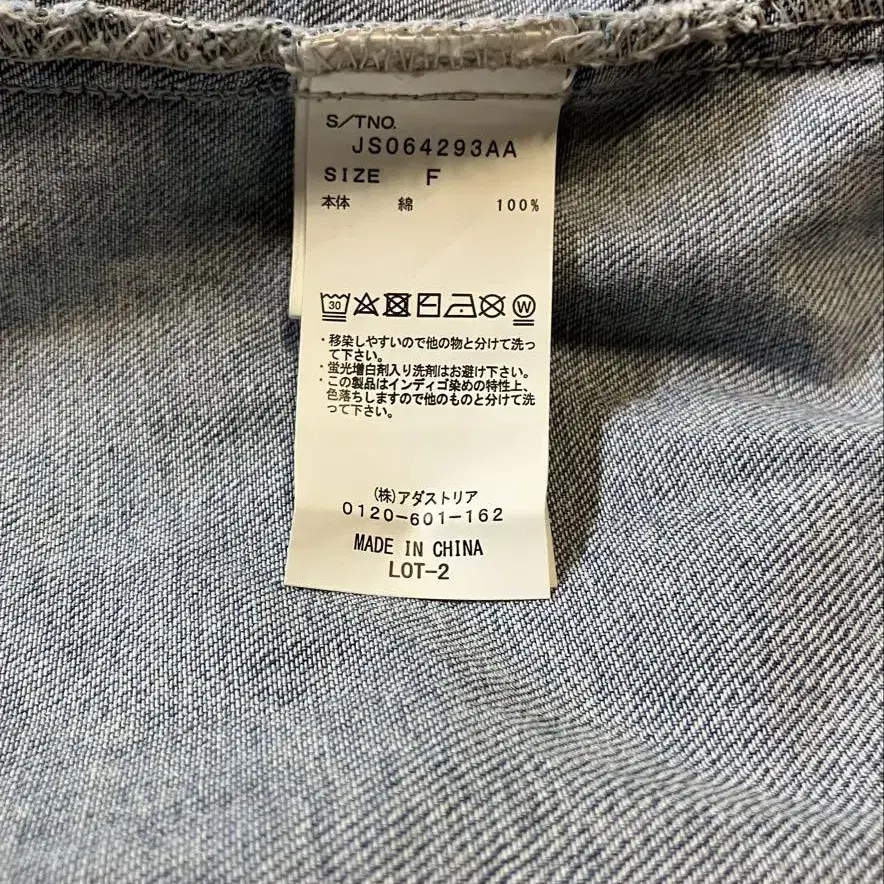 S/TNO.
JS064293AA
SIZE F
本体 綿 100%
30 W
・移染しやすいので他の物と分けて洗っ
て下さい。
・蛍光増白剤入り洗剤はお避け下さい。
・この製品はインディゴ染めの特性上、
色落ちしますので他のものと分けて洗
って下さい。
(株)アダストリア
0120-601-162
MADE IN CHINA
LOT-2